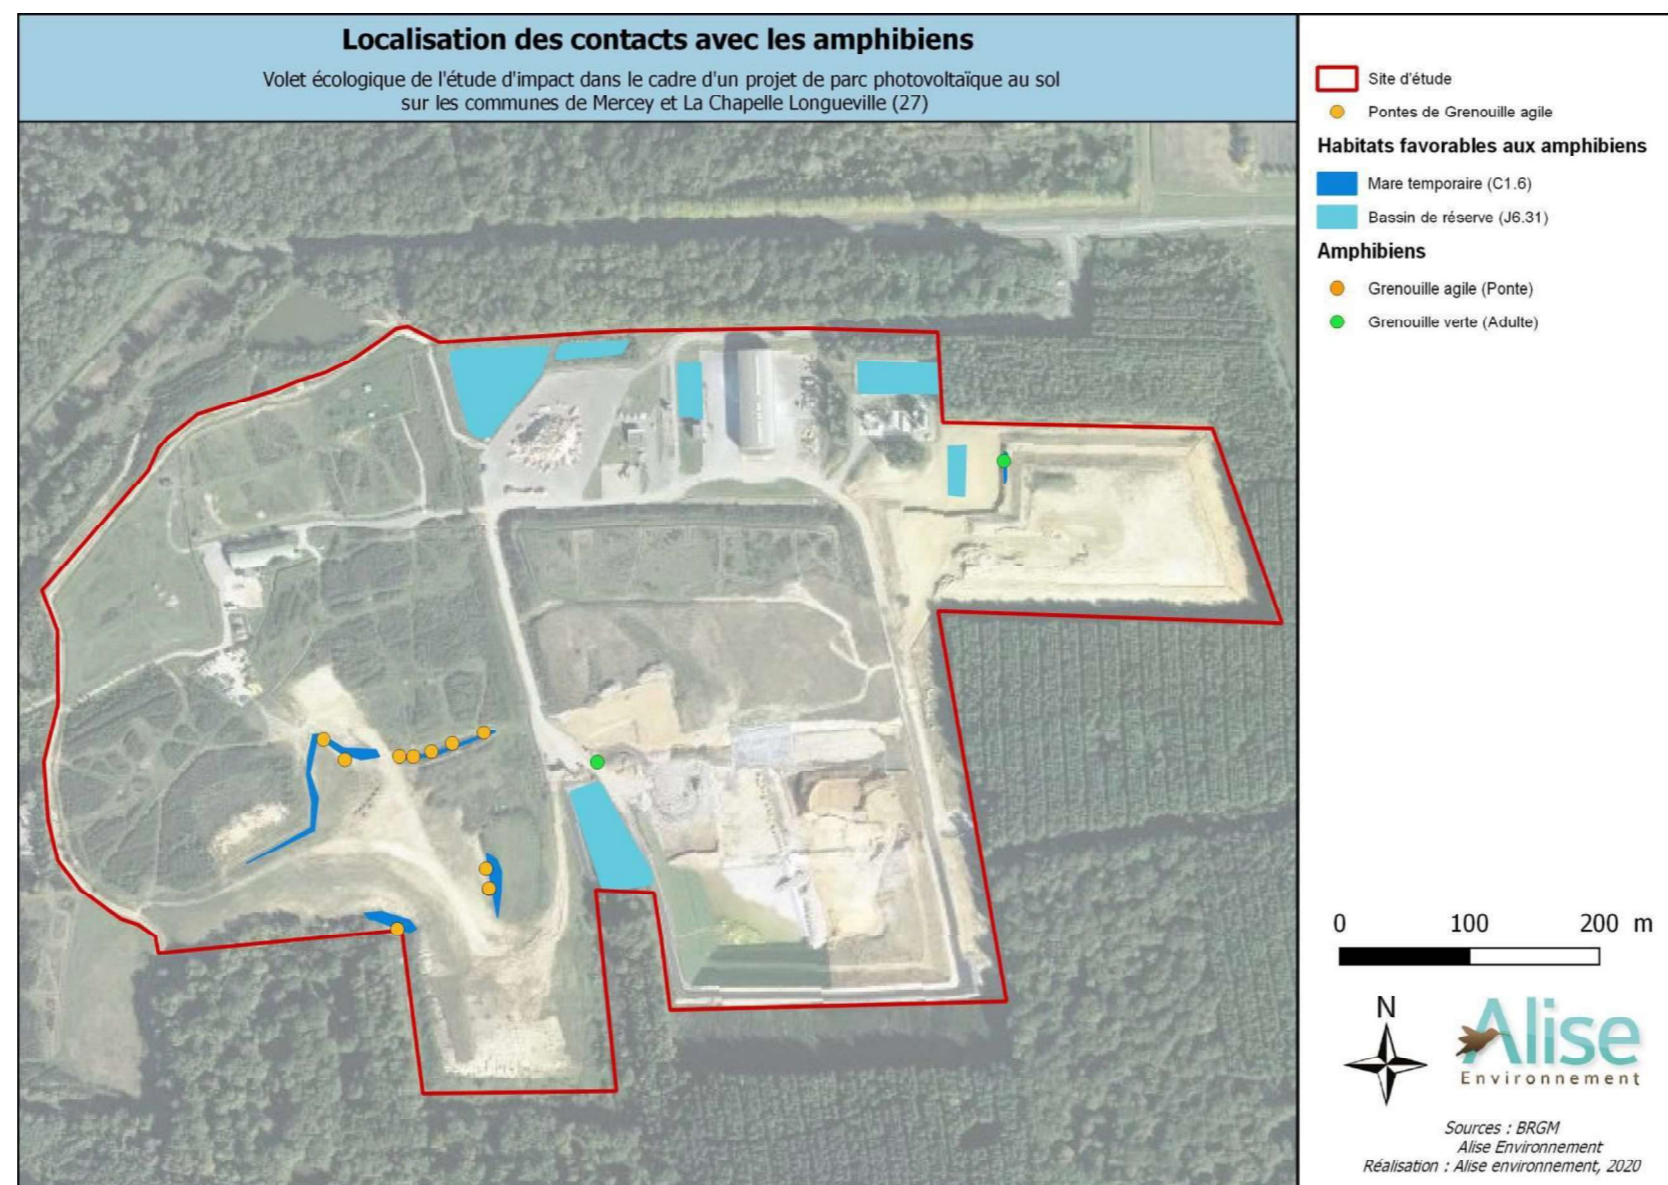 Localisation des contacts avec les amphibiens
Volet écologique de l'étude d'impact dans le cadre d'un projet de parc photovoltaïque au sol
sur les communes de Mercey et La Chapelle Longueville (27)
Site d'étude
Pontes de Grenouille agile
Habitats favorables aux amphibiens
Mare temporaire (C1.6)
Bassin de réserve (J6.31)
Amphibiens
Grenouille agile (Ponte)
Grenouille verte (Adulte)
0 100 200 m
N
Alise
Environnement
Sources : BRGM
Alise Environnement
Réalisation : Alise environnement, 2020